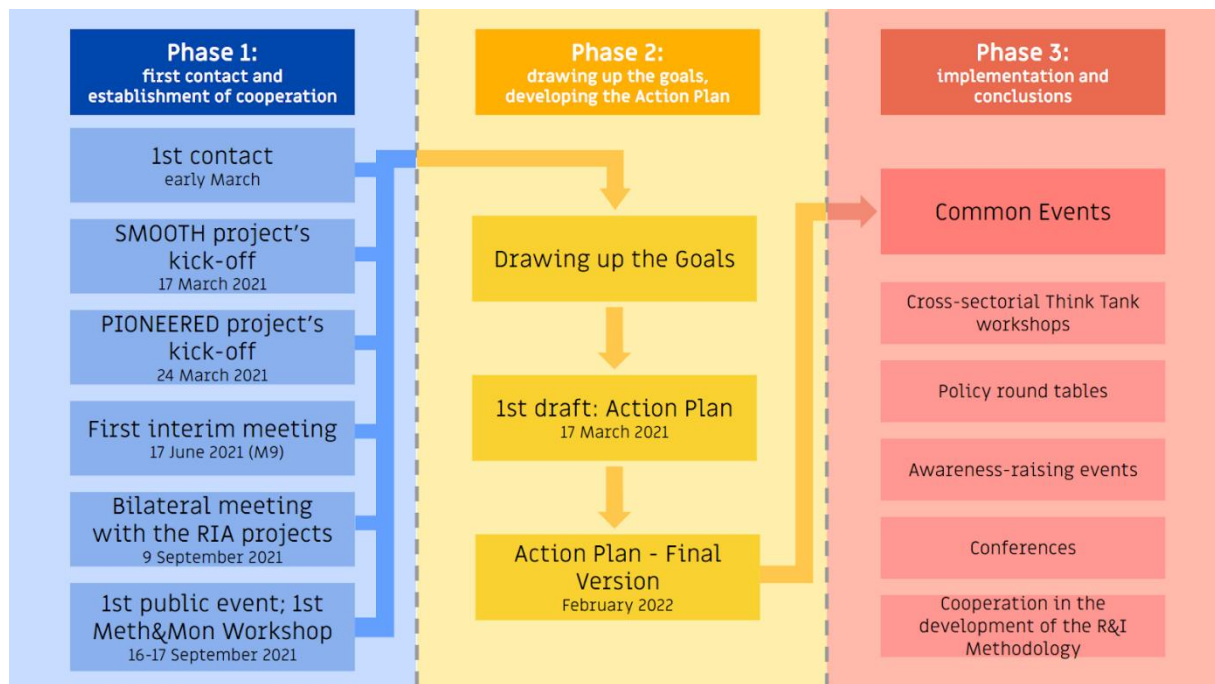 Phase 1:
first contact and
establishment of cooperation
1st contact
early March
SMOOTH project's
kick-off
17 March 2021
PIONEERED project's
kick-off
24 March 2021
First interim meeting
17 June 2021 (M9)
Bilateral meeting
with the RIA projects
9 September 2021
1st public event; 1st
Meth&Mon Workshop
16-17 September 2021
Phase 2:
drawing up the goals,
developing the Action Plan
Drawing up the Goals
1st draft: Action Plan
17 March 2021
Action Plan - Final
Version
February 2022
Phase 3:
implementation and
conclusions
Common Events
Cross-sectorial Think Tank
workshops
Policy round tables
Awareness-raising events
Conferences
Cooperation in the
development of the R&I
Methodology